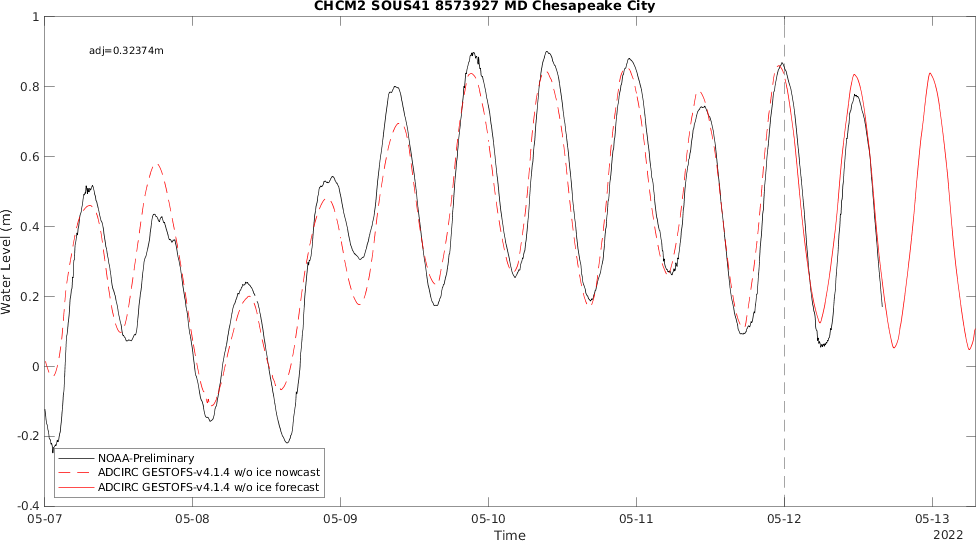 CHCM2 SOUS41 8573927 MD Chesapeake City
adj=0.32374m
Water Level (m)
1
0.8
0.6
0.4
0.2
0
-0.2
-0.4
NOAA-Preliminary
ADCIRC GESTOFS-v4.1.4 w/o ice nowcast
ADCIRC GESTOFS-v4.1.4 w/o ice forecast
05-07 05-08 05-09 05-10 05-11 05-12 05-13
Time
2022